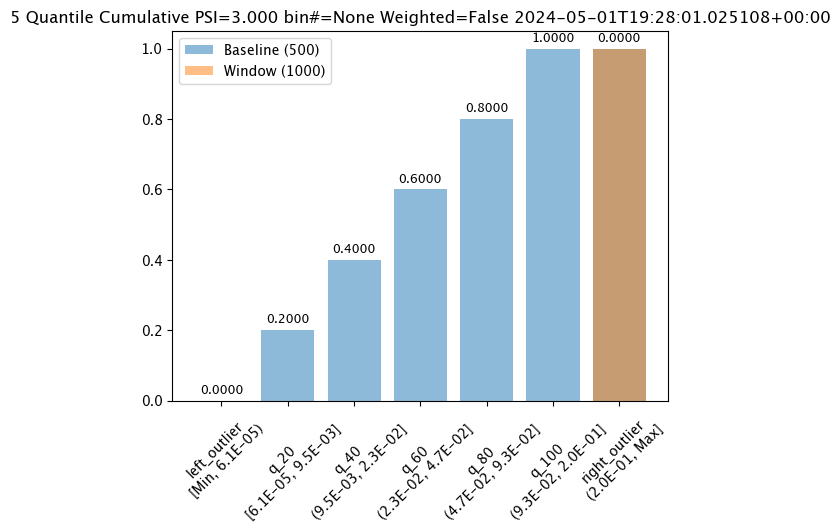 5 Quantile Cumulative PSI=3.000 bin#=None Weighted=False 2024-05-01T19:28:01.025108+00:00
Baseline (500)
Window (1000)
1.0
0.8
0.6
0.4
0.2
0.0
0.0000
0.2000
0.4000
0.6000
0.8000
1.0000
0.0000
left_outlier
[Min, 6.1E−05)
q_20
[6.1E−05, 9.5E−03]
q_40
(9.5E−03, 2.3E−02]
q_60
(2.3E−02, 4.7E−02]
q_80
(4.7E−02, 9.3E−02]
q_100
(9.3E−02, 2.0E−01]
right_outlier
(2.0E−01, Max]